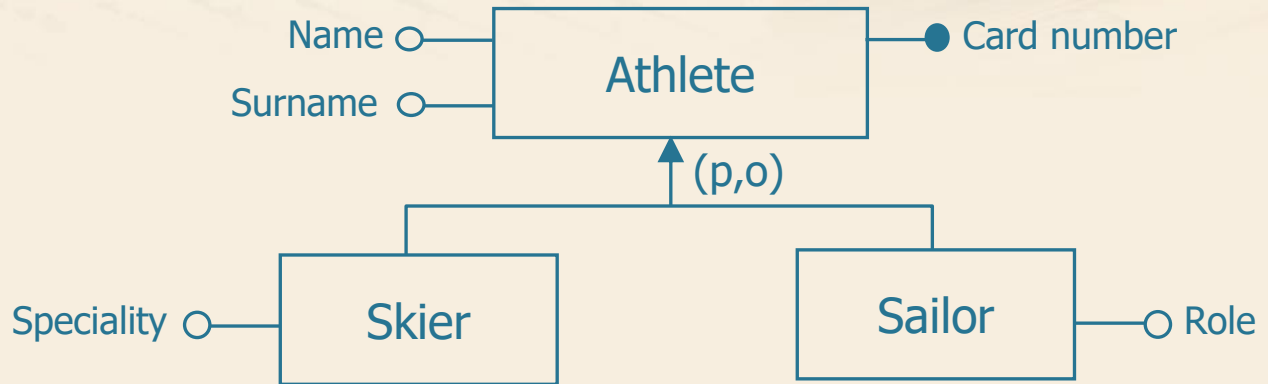 Name
Card number
Athlete
Surname
(p,o)
Speciality
Skier
Sailor
Role